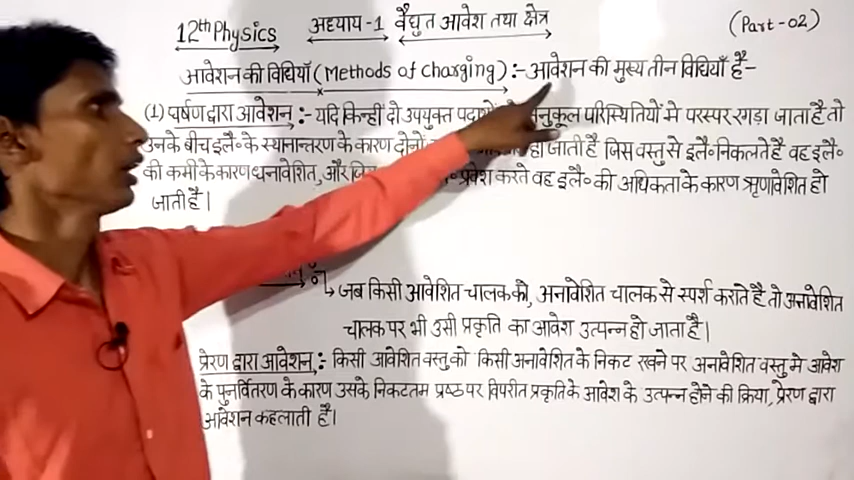 12th Physics अध्याय -1 वैधुत आवेश तथा क्षेत्र (Part-02)
आवेशन की विधियाँ (Methods of charging) :- आवेशन की मुख्य तीन विधियाँ है -
(1) घर्षण द्वारा आवेशन :- यदि किन्हीं दो उपयुक्त पदार्थों अनुकूल परिस्थितियों मे परस्पर रगड़ा जाता है तो
उनके बीच इलै॰ के स्थानान्तरण के कारण दोनों हो जाती है जिस वस्तु से इलै॰ निकलते है वह इलै॰
की कमी के कारण धनावेशित, और प्रवेश करते वह इलै॰ की अधिकता के कारण ऋणावेशित हो
जाती है।
जब किसी आवेशित चालक को, अनावेशित चालक से स्पर्श कराते है तो अनावेशित
चालक पर भी उसी प्रकृति का आवेश उत्पन्न हो जाता है।
प्रेरण द्वारा आवेशन :- किसी आवेशित वस्तु को किसी अनावेशित के निकट रखने पर अनावेशित वस्तु मे आवेश
के पुनर्वितरण के कारण उसके निकटतम प्रष्ठ पर विपरीत प्रकृति के आवेश के उत्पन्न होने की क्रिया, प्रेरण द्वारा
आवेशन कहलाती है।